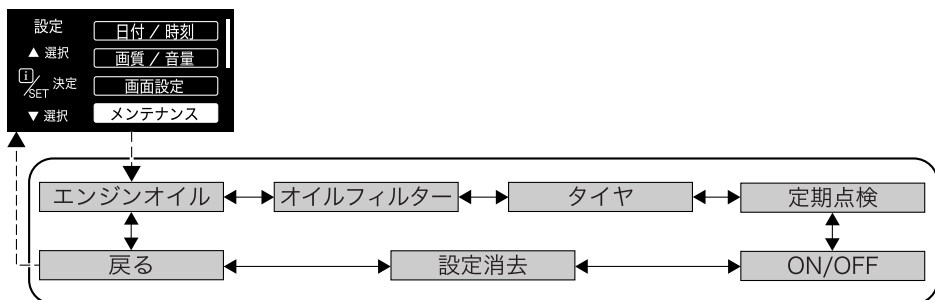 設定
日付 / 時刻
▲ 選択
画質 / 音量
i/SET 決定
画面設定
▼ 選択
メンテナンス
エンジンオイル
オイルフィルター
タイヤ
定期点検
戻る
設定消去
ON/OFF